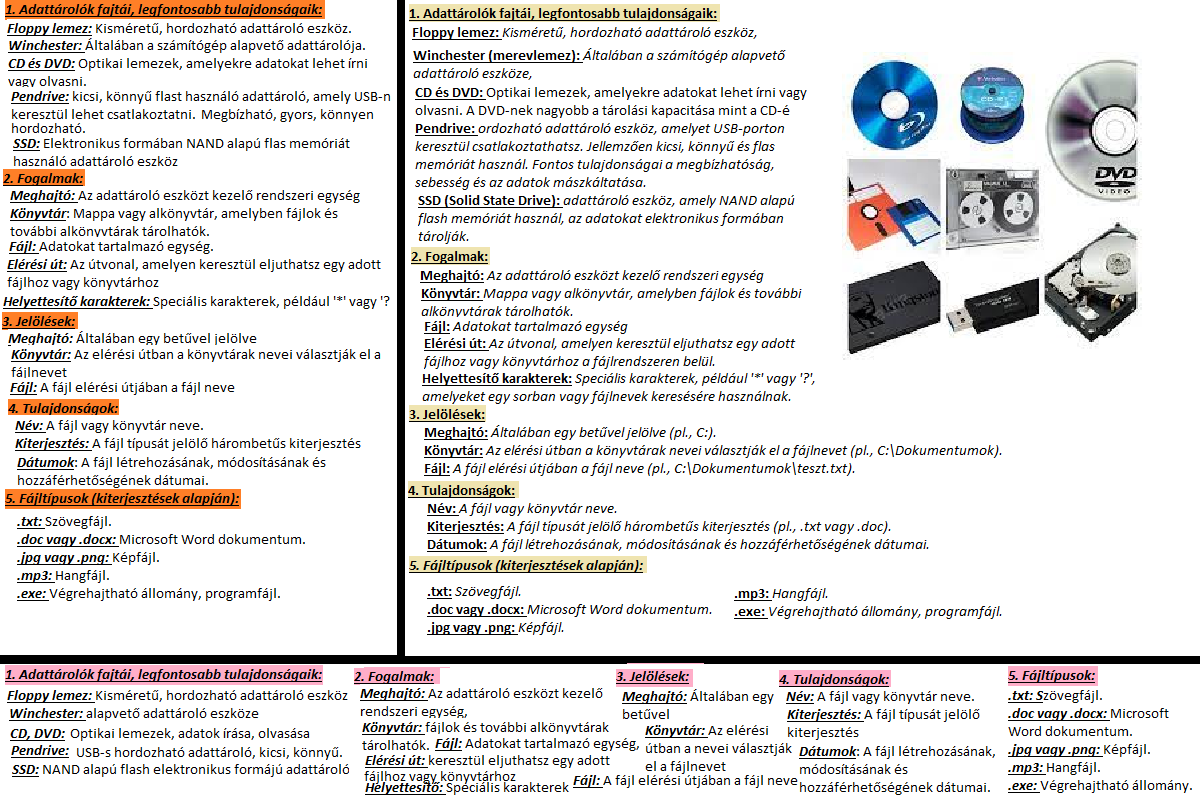 1. Adattárolók fajtái, legfontosabb tulajdonságaik:
Floppy lemez: Kisméretű, hordozható adattároló eszköz.
Winchester: Általában a számítógép alapvető adattárolója.
CD és DVD: Optikai lemezek, amelyekre adatokat lehet írni
vagy olvasni.
Pendrive: kicsi, könnyű flast használó adattároló, amely USB-n
keresztül lehet csatlakoztatni. Megbízható, gyors, könnyen
hordozható.
SSD: Elektronikus formában NAND alapú flas memóriát
használó adattároló eszköz
2. Fogalmak:
Meghajtó: Az adattároló eszközt kezelő rendszeri egység
Könyvtár: Mappa vagy alkönyvtár, amelyben fájlok és
további alkönyvtárak tárolhatók.
Fájl: Adatokat tartalmazó egység.
Elérési út: Az útvonal, amelyen keresztül eljuthatsz egy adott
fájlhoz vagy könyvtárhoz
Helyettesítő karakterek: Speciális karakterek, például '*' vagy '?
3. Jelölések:
Meghajtó: Általában egy betűvel jelölve
Könyvtár: Az elérési útban a könyvtárak nevei választják el a
fájlnevet
Fájl: A fájl elérési útjában a fájl neve
4. Tulajdonságok:
Név: A fájl vagy könyvtár neve.
Kiterjesztés: A fájl típusát jelölő hárombetűs kiterjesztés
Dátumok: A fájl létrehozásának, módosításának és
hozzáférhetőségének dátumai.
5. Fájltípusok (kiterjesztések alapján):
.txt: Szövegfájl.
.doc vagy .docx: Microsoft Word dokumentum.
.jpg vagy .png: Képfájl.
.mp3: Hangfájl.
.exe: Végrehajtható állomány, programfájl.
1. Adattárolók fajtái, legfontosabb tulajdonságaik:
Floppy lemez: Kisméretű, hordozható adattároló eszköz,
Winchester (merevlemez): Általában a számítógép alapvető
adattároló eszköze,
CD és DVD: Optikai lemezek, amelyekre adatokat lehet írni vagy
olvasni. A DVD-nek nagyobb a tárolási kapacitása mint a CD-é
Pendrive: ordozható adattároló eszköz, amelyet USB-porton
keresztül csatlakoztathatsz. Jellemzően kicsi, könnyű és flas
memóriát használ. Fontos tulajdonságai a megbízhatóság,
sebesség és az adatok mászkáltatása.
SSD (Solid State Drive): adattároló eszköz, amely NAND alapú
flash memóriát használ, az adatokat elektronikus formában
tárolják.
2. Fogalmak:
Meghajtó: Az adattároló eszközt kezelő rendszeri egység
Könyvtár: Mappa vagy alkönyvtár, amelyben fájlok és további
alkönyvtárak tárolhatók.
Fájl: Adatokat tartalmazó egység
Elérési út: Az útvonal, amelyen keresztül eljuthatsz egy adott
fájlhoz vagy könyvtárhoz a fájlrendszeren belül.
Helyettesítő karakterek: Speciális karakterek, például '*' vagy '?',
amelyeket egy sorban vagy fájlnevek keresésére használnak.
3. Jelölések:
Meghajtó: Általában egy betűvel jelölve (pl., C:).
Könyvtár: Az elérési útban a könyvtárak nevei választják el a fájlnevet (pl., C:\Dokumentumok).
Fájl: A fájl elérési útjában a fájl neve (pl., C:\Dokumentumok\teszt.txt).
4. Tulajdonságok:
Név: A fájl vagy könyvtár neve.
Kiterjesztés: A fájl típusát jelölő hárombetűs kiterjesztés (pl., .txt vagy .doc).
Dátumok: A fájl létrehozásának, módosításának és hozzáférhetőségének dátumai.
5. Fájltípusok (kiterjesztések alapján):
.txt: Szövegfájl.
.doc vagy .docx: Microsoft Word dokumentum.
.jpg vagy .png: Képfájl.
.mp3: Hangfájl.
.exe: Végrehajtható állomány, programfájl.
Verbatim
DVD
VIDEO
Kingston
1. Adattárolók fajtái, legfontosabb tulajdonságaik:
Floppy lemez: Kisméretű, hordozható adattároló eszköz
Winchester: alapvető adattároló eszköze
CD, DVD: Optikai lemezek, adatok írása, olvasása
Pendrive: USB-s hordozható adattároló, kicsi, könnyű.
SSD: NAND alapú flash elektronikus formájú adattároló
2. Fogalmak:
Meghajtó: Az adattároló eszközt kezelő
rendszeri egység,
Könyvtár: fájlok és további alkönyvtárak
tárolhatók. Fájl: Adatokat tartalmazó egység,
Elérési út: keresztül eljuthatsz egy adott
fájlhoz vagy könyvtárhoz
Helyettesítő: Speciális karakterek
3. Jelölések:
Meghajtó: Általában egy
betűvel
Könyvtár: Az elérési
útban a nevei választják
el a fájlnevet
Fájl: A fájl elérési útjában a fájl neve
4. Tulajdonságok:
Név: A fájl vagy könyvtár neve.
Kiterjesztés: A fájl típusát jelölő
kiterjesztés
Dátumok: A fájl létrehozásának,
módosításának és
hozzáférhetőségének dátumai.
5. Fájltípusok:
.txt: Szövegfájl.
.doc vagy .docx: Microsoft
Word dokumentum.
.jpg vagy .png: Képfájl.
.mp3: Hangfájl.
.exe: Végrehajtható állomány.